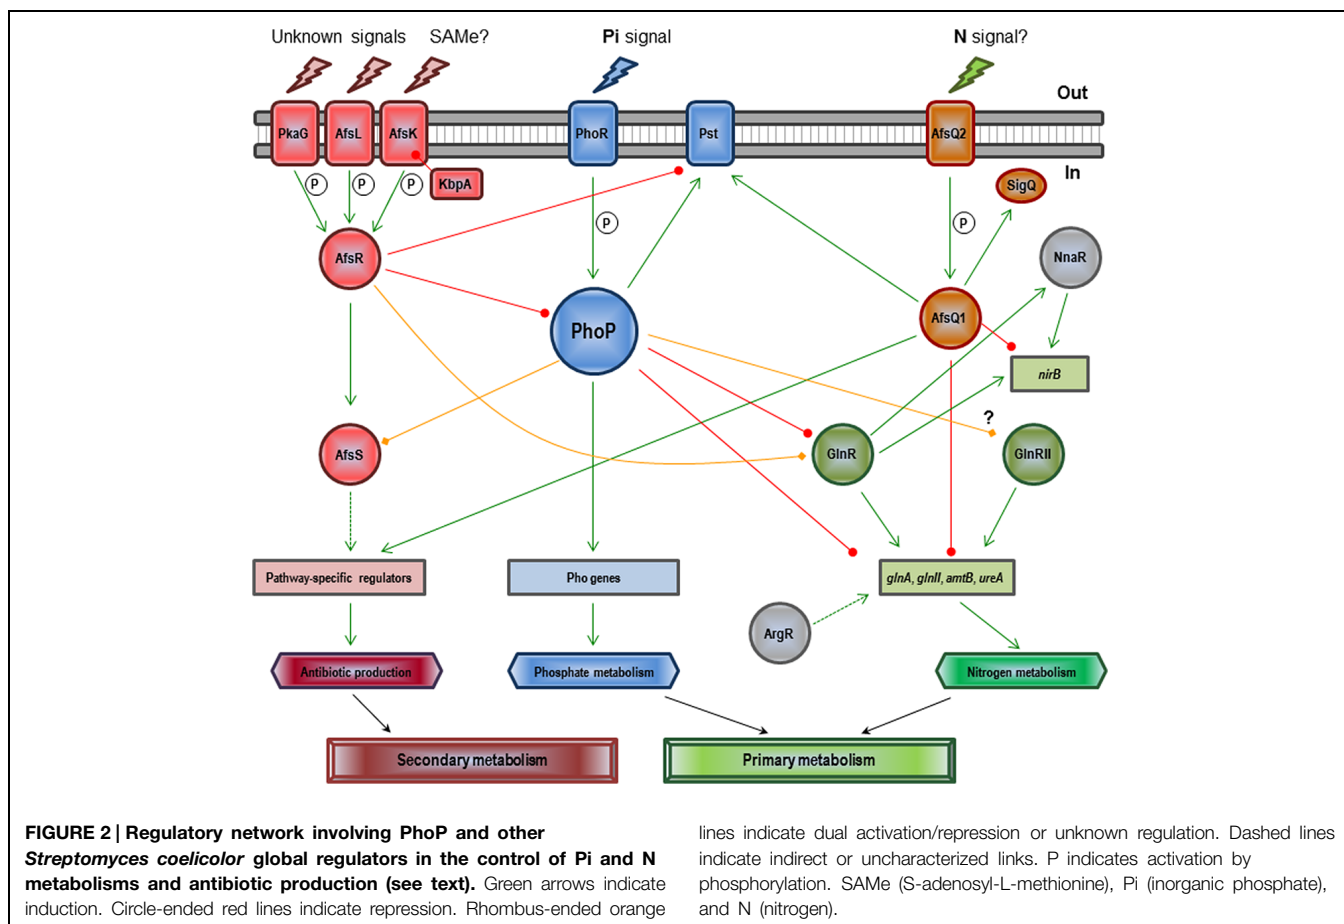 Unknown signals
SAMe?
Pi signal
N signal?
Out
PkaG
AfsL
AfsK
PhoR
Pst
AfsQ2
In
P
P
P
KbpA
SigQ
P
P
AfsR
NnaR
PhoP
AfsQ1
nirB
?
AfsS
GlnR
GlnRII
Pathway-specific regulators
Pho genes
glnA, glnII, amtB, ureA
ArgR
Antibiotic production
Phosphate metabolism
Nitrogen metabolism
Secondary metabolism
Primary metabolism
FIGURE 2 | Regulatory network involving PhoP and other
Streptomyces coelicolor global regulators in the control of Pi and N
metabolisms and antibiotic production (see text). Green arrows indicate
induction. Circle-ended red lines indicate repression. Rhombus-ended orange
lines indicate dual activation/repression or unknown regulation. Dashed lines
indicate indirect or uncharacterized links. P indicates activation by
phosphorylation. SAMe (S-adenosyl-L-methionine), Pi (inorganic phosphate),
and N (nitrogen).